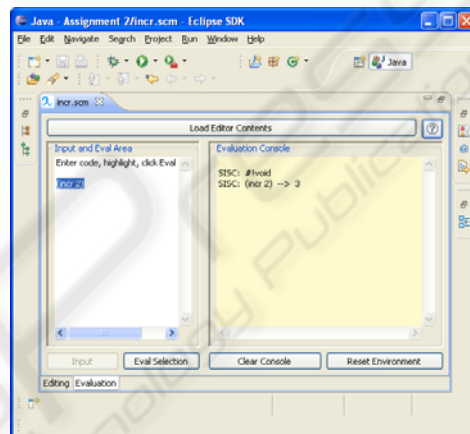 Java - Assignment 2/incr.scm - Eclipse SDK
File Edit Navigate Search Project Run Window Help
Java
incr.scm
Load Editor Contents
Input and Eval Area
Enter code, highlight, click Eval
(incr 2)
Evaluation Console
SISC: #!void
SISC: (incr 2) --> 3
Input
Eval Selection
Clear Console
Reset Environment
Editing Evaluation